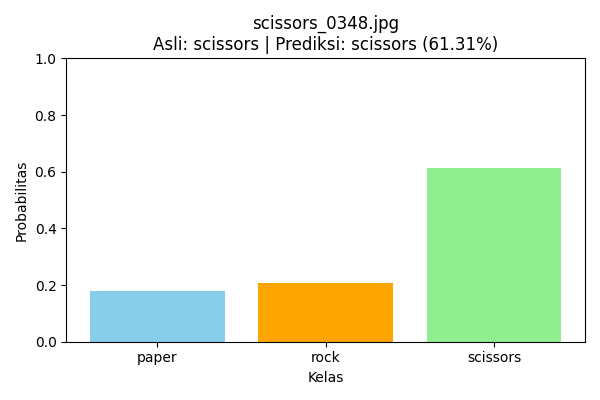 scissors_0348.jpg
Asli: scissors | Prediksi: scissors (61.31%)
1.0
0.8
0.6
0.4
0.2
0.0
Probabilitas
paper rock scissors
Kelas